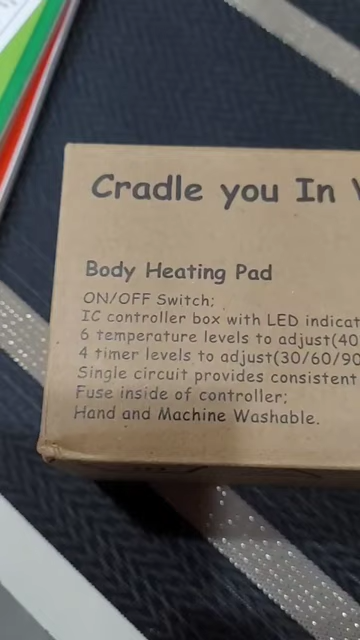 Cradle you In
Body Heating Pad
ON/OFF Switch;
IC controller box with LED indicat
6 temperature levels to adjust(40
4 timer levels to adjust(30/60/90
Single circuit provides consistent
Fuse inside of controller;
Hand and Machine Washable.